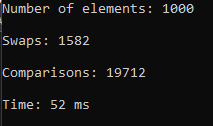 Number of elements: 1000
Swaps: 1582
Comparisons: 19712
Time: 52 ms